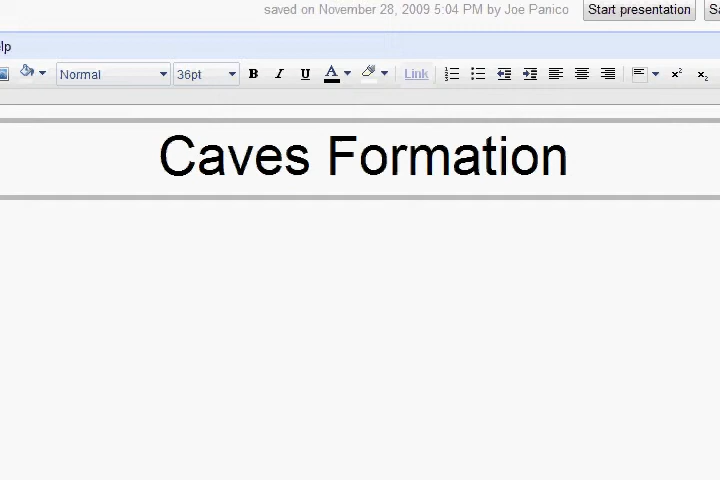 saved on November 28, 2009 5:04 PM by Joe Panico Start presentation Sa
lp
Normal 36pt B I U A Link
Caves Formation